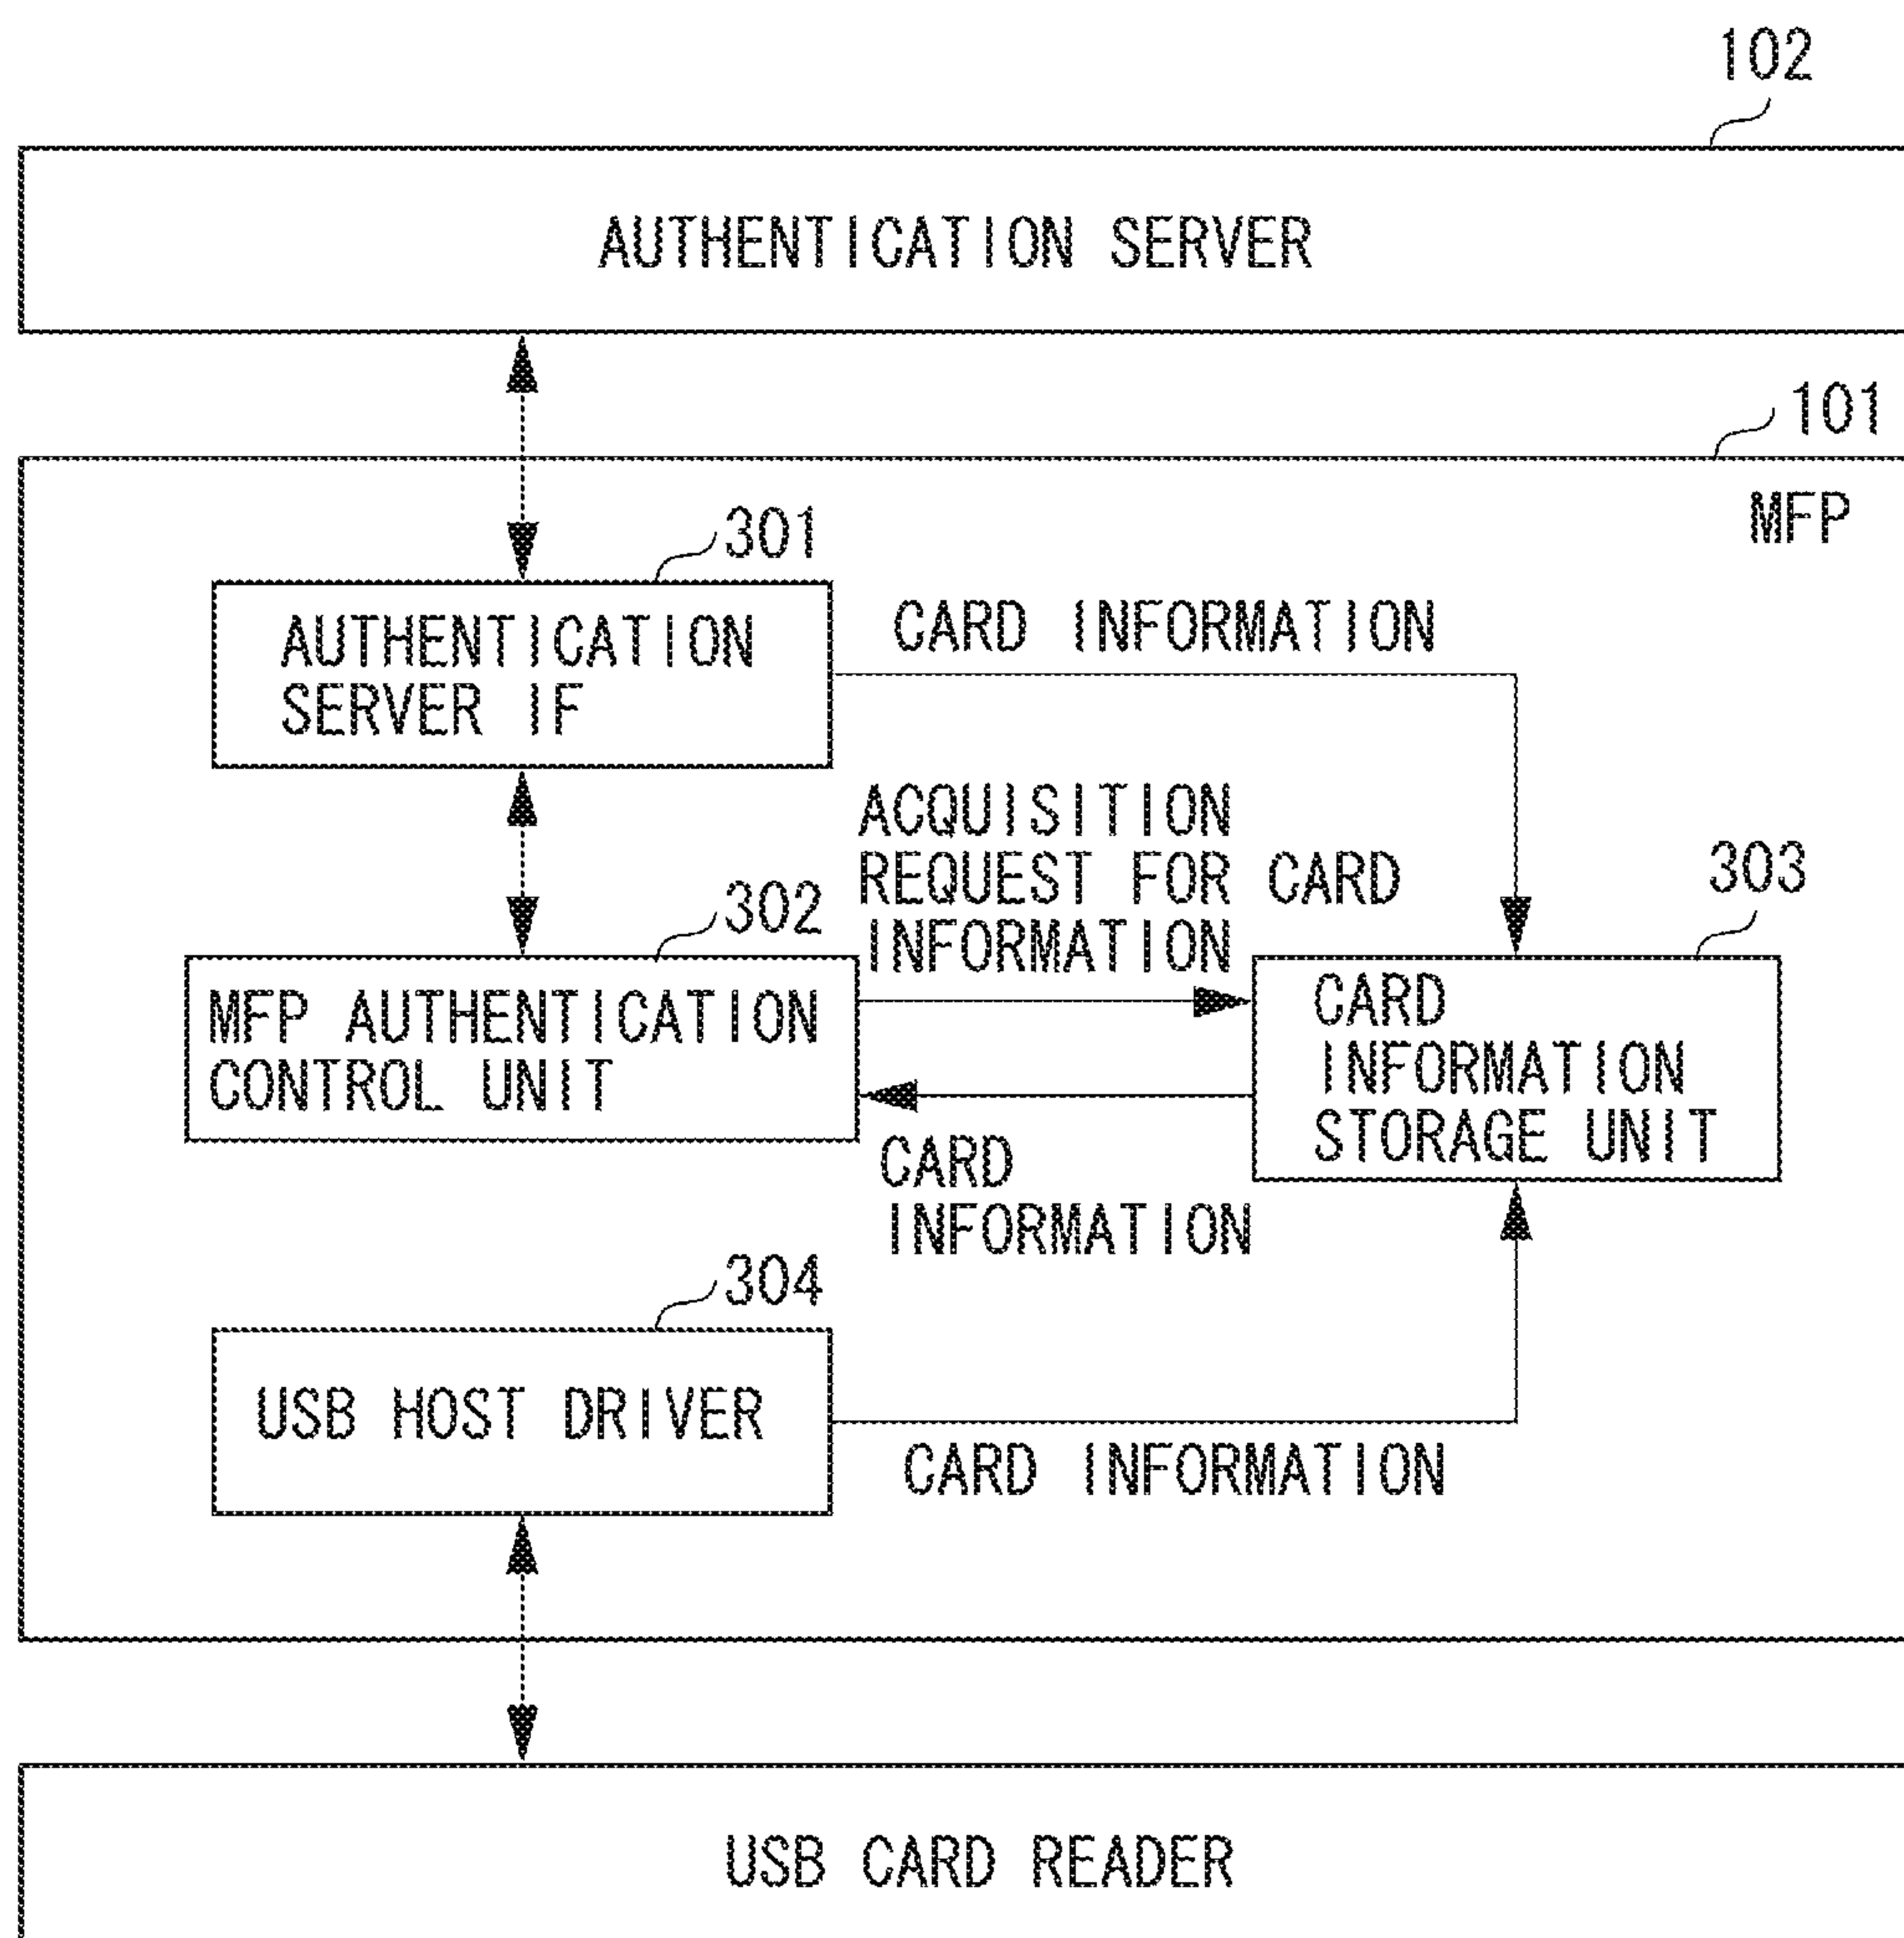 102
AUTHENTICATION SERVER
101
MFP
301
AUTHENTICATION
SERVER IF
CARD INFORMATION
ACQUISITION
REQUEST FOR CARD
INFORMATION
302
MFP AUTHENTICATION
CONTROL UNIT
303
CARD
INFORMATION
STORAGE UNIT
CARD
INFORMATION
304
USB HOST DRIVER
CARD INFORMATION
USB CARD READER